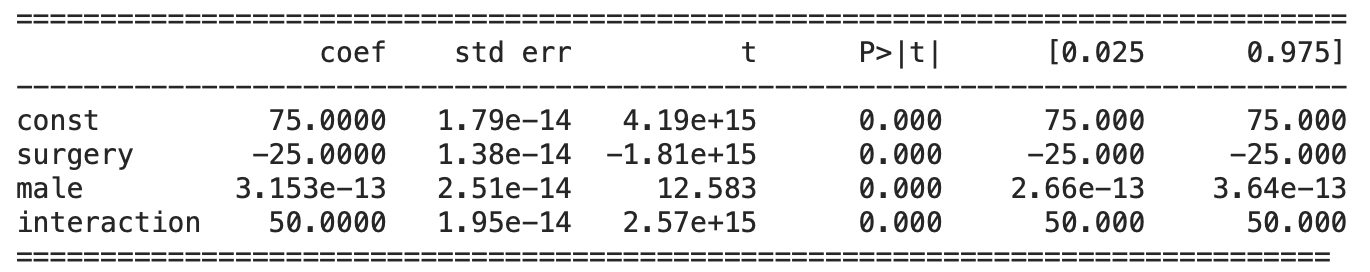 ================================================================================
coef std err t P>|t| [0.025 0.975]
--------------------------------------------------------------------------------
const 75.0000 1.79e-14 4.19e+15 0.000 75.000 75.000
surgery -25.0000 1.38e-14 -1.81e+15 0.000 -25.000 -25.000
male 3.153e-13 2.51e-14 12.583 0.000 2.66e-13 3.64e-13
interaction 50.0000 1.95e-14 2.57e+15 0.000 50.000 50.000
===============================================================================